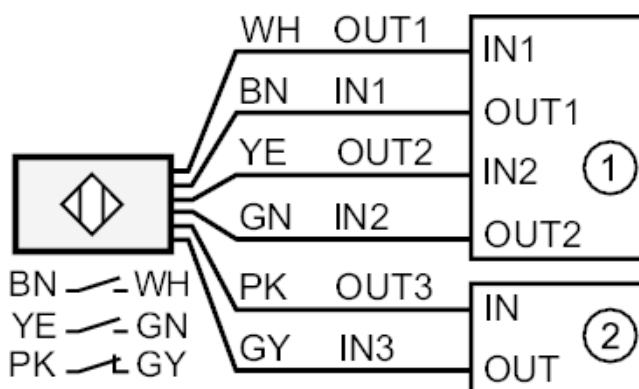 WH OUT1 IN1
BN IN1 OUT1
YE OUT2 IN2 1
GN IN2 OUT2
BN WH PK OUT3 IN
YE GN 2
PK GY GY IN3 OUT